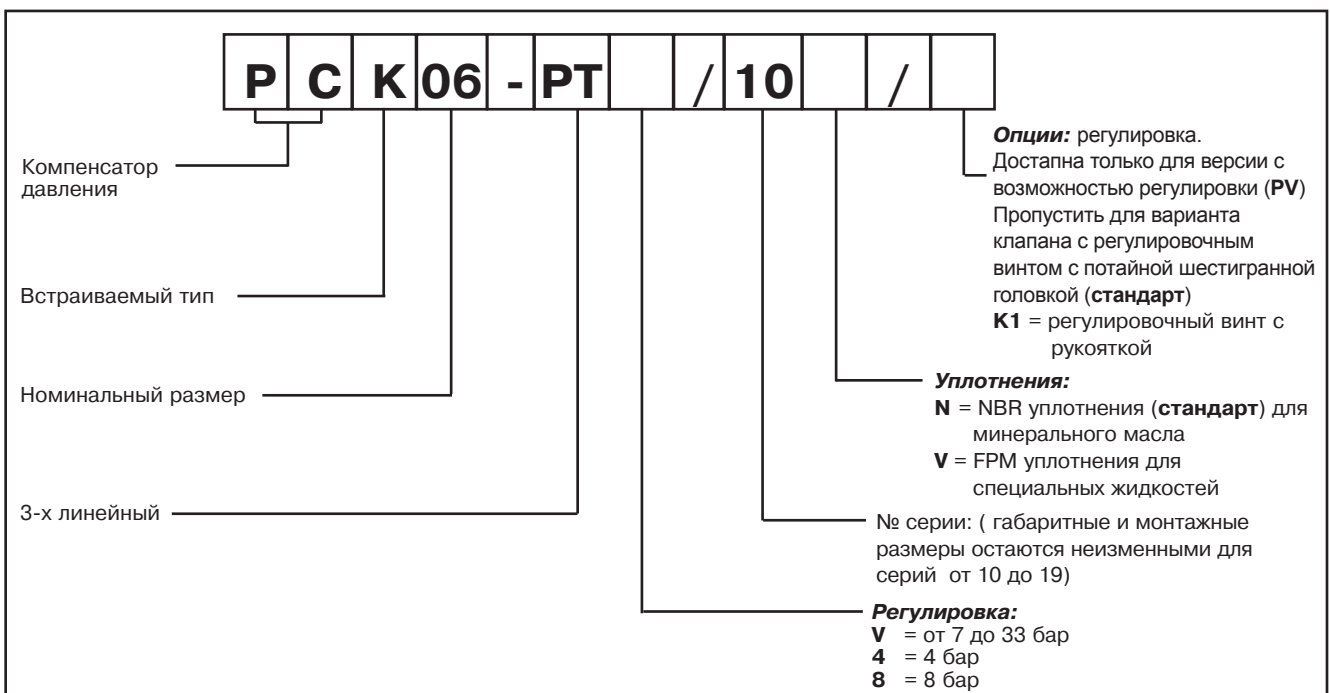 P C K 06 - PT / 10 /
Компенсатор
давления
Встраиваемый тип
Номинальный размер
3-х линейный
Опции: регулировка.
Достапна только для версии с
возможностью регулировки (PV)
Пропустить для варианта
клапана с регулировочным
винтом с потайной шестигранной
головкой (стандарт)
K1 = регулировочный винт с
рукояткой
Уплотнения:
N = NBR уплотнения (стандарт) для
минерального масла
V = FPM уплотнения для
специальных жидкостей
№ серии: ( габаритные и монтажные
размеры остаются неизменными для
серий от 10 до 19)
Регулировка:
V = от 7 до 33 бар
4 = 4 бар
8 = 8 бар